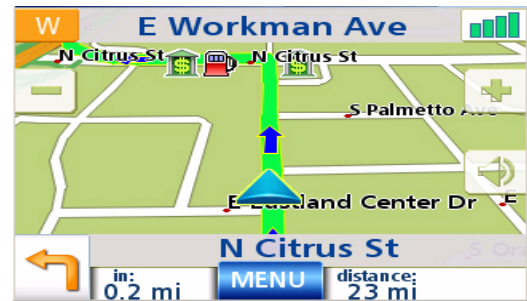 W
E Workman Ave
N Citrus St
N Citrus St
S Palmetto Ave
E Eastland Center Dr
E
N Citrus St
S Ora
in:
0.2 mi
MENU
distance:
23 mi